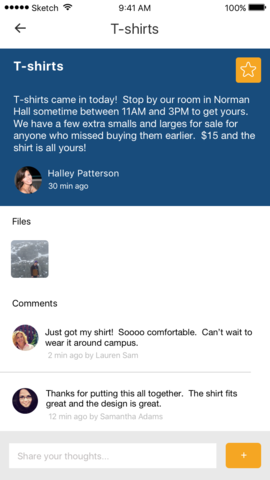 Sketch 9:41 AM 100%
T-shirts
T-shirts
T-shirts came in today!  Stop by our room in Norman
Hall sometime between 11AM and 3PM to get yours.
We have a few extra smalls and larges for sale for
anyone who missed buying them earlier.  $15 and the
shirt is all yours!
Halley Patterson
30 min ago
Files
Comments
Just got my shirt!  Soooo comfortable.  Can't wait to
wear it around campus.
2 min ago by Lauren Sam
Thanks for putting this all together.  The shirt fits
great and the design is great.
12 min ago by Samantha Adams
Share your thoughts...
+